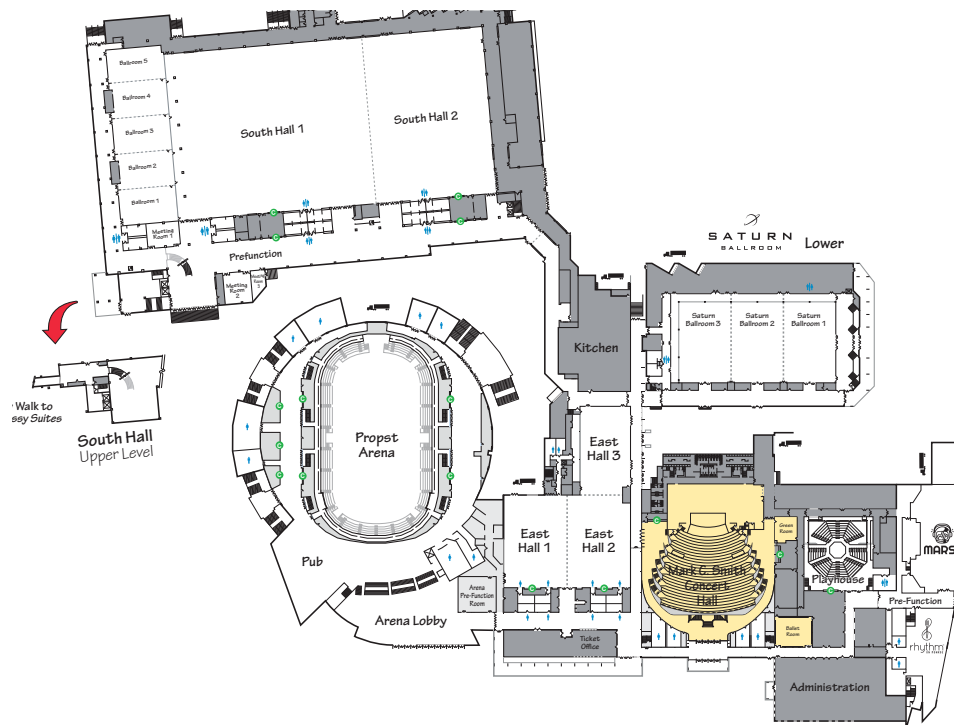 Ballroom 5
Ballroom 4
Ballroom 3
Ballroom 2
Ballroom 1
South Hall 1
South Hall 2
Meeting
Room 1
Prefunction
Meeting
Room 2
Meeting
Room 3
SATURN
BALLROOM
Lower
Saturn
Ballroom 3
Saturn
Ballroom 2
Saturn
Ballroom 1
Kitchen
Walk to
ssy Suites
South Hall
Upper Level
Propst
Arena
East
Hall 3
East
Hall 1
East
Hall 2
Mark C. Smith
Concert
Hall
Green
Room
Playhouse
MARS
Pub
Arena
Pre-Function
Room
Arena Lobby
Ticket
Office
Ballet
Room
Pre-Function
rhythm
Administration